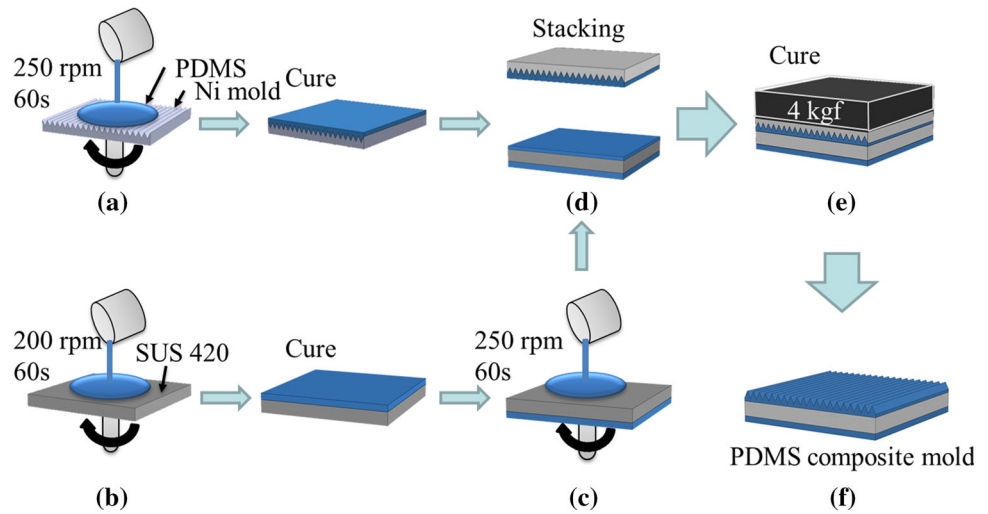 250 rpm
60s
PDMS
Ni mold
Cure
(a)
Stacking
(d)
Cure
4 kgf
(e)
200 rpm
60s
SUS 420
(b)
Cure
250 rpm
60s
(c)
PDMS composite mold
(f)